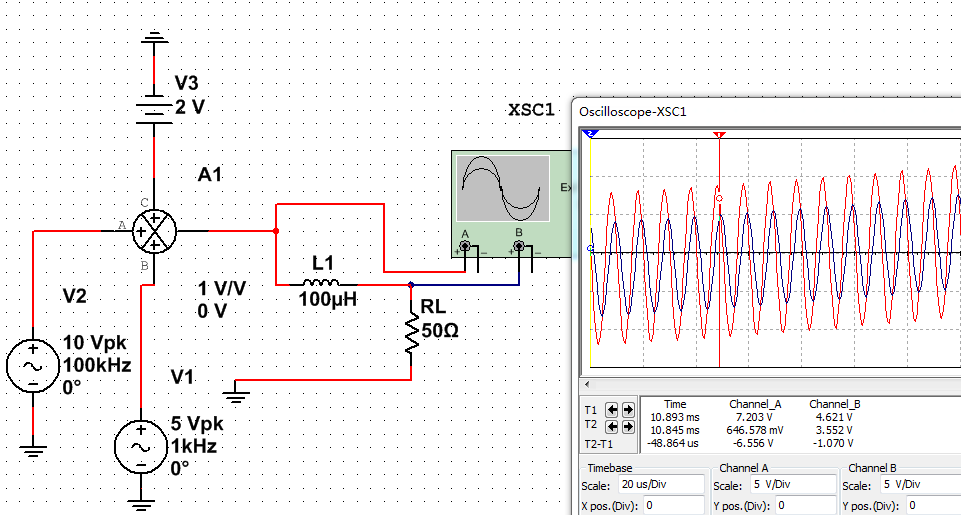 V3
2 V
XSC1
A1
C
A
B
Ex
A
B
L1
100µH
1 V/V
0 V
RL
50Ω
V2
10 Vpk
100kHz
0°
V1
5 Vpk
1kHz
0°
Oscilloscope-XSC1
2
1
Time Channel_A Channel_B
T1 10.893 ms 7.203 V 4.621 V
T2 10.845 ms 646.578 mV 3.552 V
T2-T1 -48.864 us -6.556 V -1.070 V
Timebase Channel A Channel B
Scale: 20 us/Div Scale: 5 V/Div Scale: 5 V/Div
X pos.(Div): 0 Y pos.(Div): 0 Y pos.(Div): 0